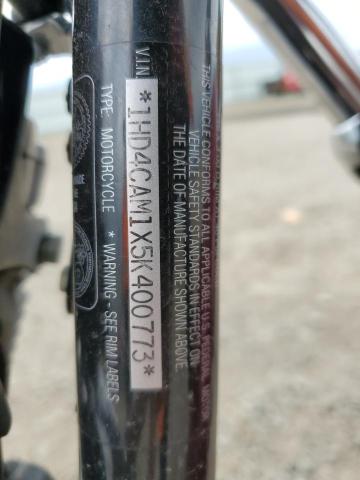 THIS VEHICLE CONFORMS TO ALL APPLICABLE U.S. FEDERAL MOTOR
VEHICLE SAFETY STANDARDS IN EFFECT ON
THE DATE OF MANUFACTURE SHOWN ABOVE.
V.I.N.
*1HD4CAM1X5K400773*
TYPE: MOTORCYCLE * WARNING - SEE RIM LABELS